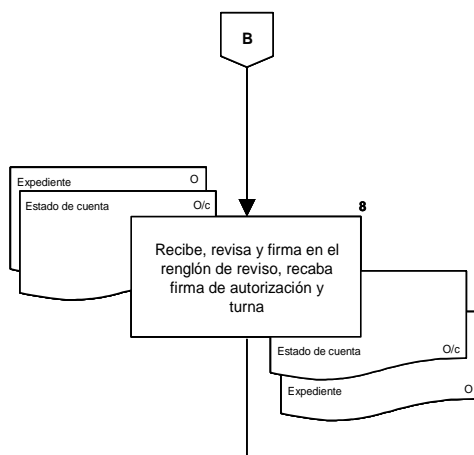 B
Expediente O
Estado de cuenta O/c
8
Recibe, revisa y firma en el
renglón de reviso, recaba
firma de autorización y
turna
Estado de cuenta O/c
Expediente O